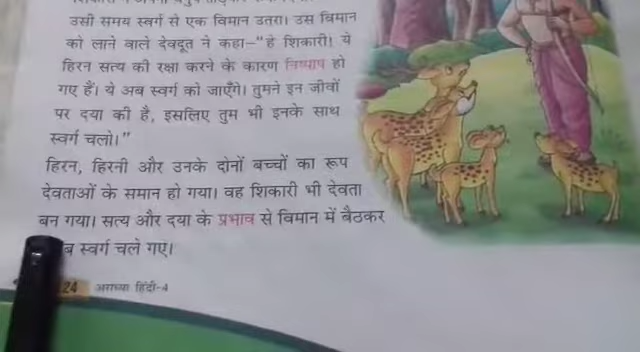 उसी समय स्वर्ग से एक विमान उतरा। उस विमान
को लाने वाले देवदूत ने कहा–"हे शिकारी! ये
हिरन सत्य की रक्षा करने के कारण निष्पाप हो
गए हैं। ये अब स्वर्ग को जाएँगे। तुमने इन जीवों
पर दया की है, इसलिए तुम भी इनके साथ
स्वर्ग चलो।"
हिरन, हिरनी और उनके दोनों बच्चों का रूप
देवताओं के समान हो गया। वह शिकारी भी देवता
बन गया। सत्य और दया के प्रभाव से विमान में बैठकर
ब स्वर्ग चले गए।
24 हिंदी-4